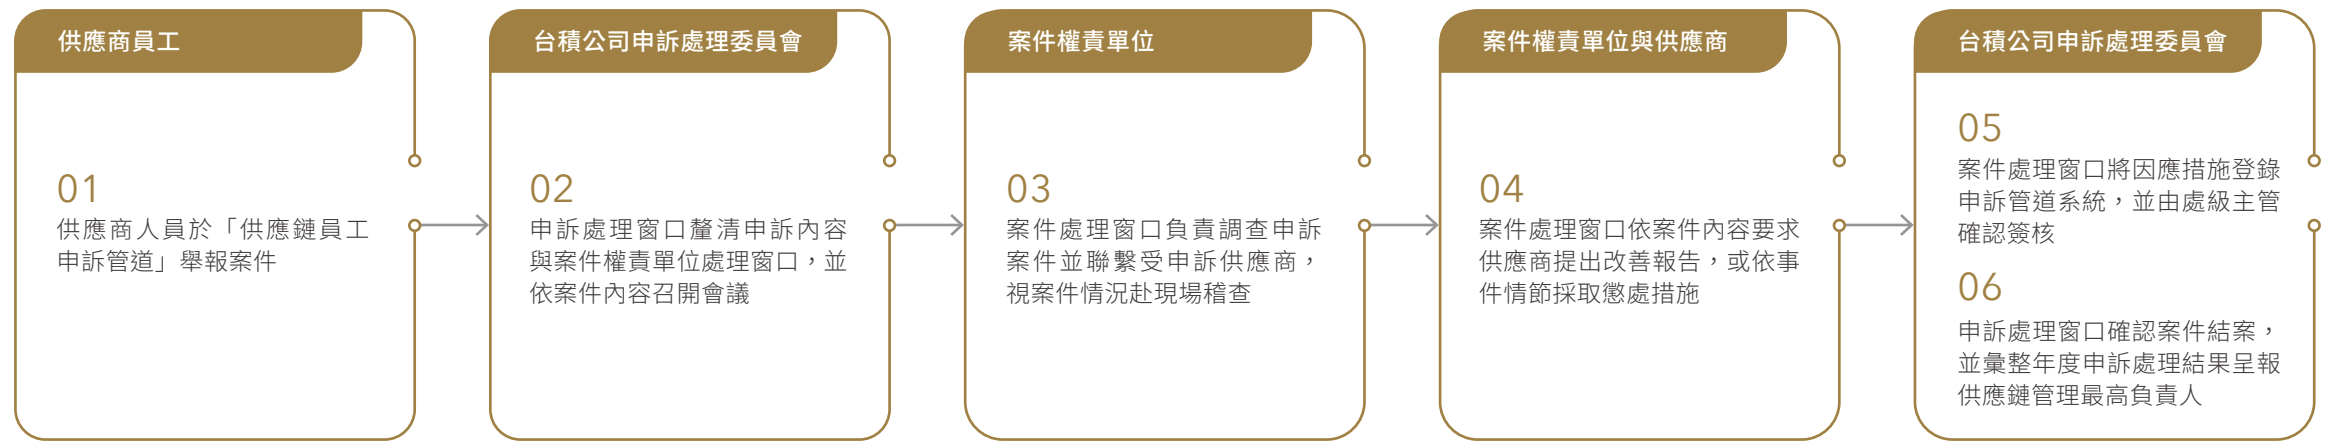 供應商員工
01
供應商人員於「供應鏈員工
申訴管道」舉報案件
台積公司申訴處理委員會
02
申訴處理窗口釐清申訴內容
與案件權責單位處理窗口，並
依案件內容召開會議
案件權責單位
03
案件處理窗口負責調查申訴
案件並聯繫受申訴供應商，
視案件情況赴現場稽查
案件權責單位與供應商
04
案件處理窗口依案件內容要求
供應商提出改善報告，或依事
件情節採取懲處措施
台積公司申訴處理委員會
05
案件處理窗口將因應措施登錄
申訴管道系統，並由處級主管
確認簽核
06
申訴處理窗口確認案件結案，
並彙整年度申訴處理結果呈報
供應鏈管理最高負責人